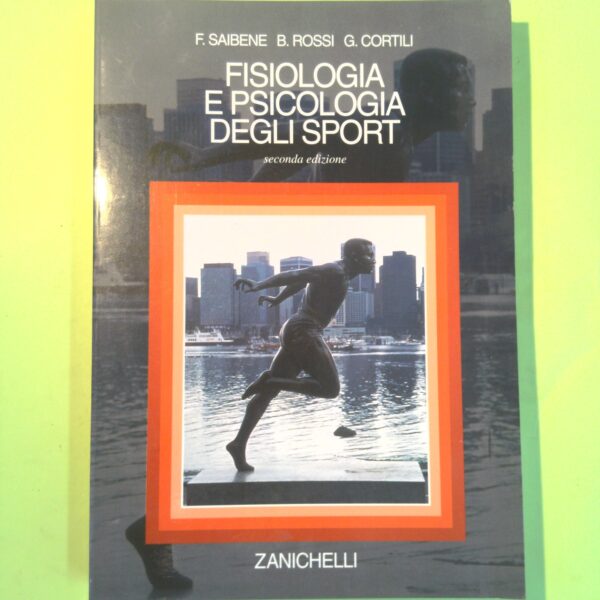 F. SAIBENE B. ROSSI G. CORTILI
FISIOLOGIA
E PSICOLOGIA
DEGLI SPORT
seconda edizione
ZANICHELLI